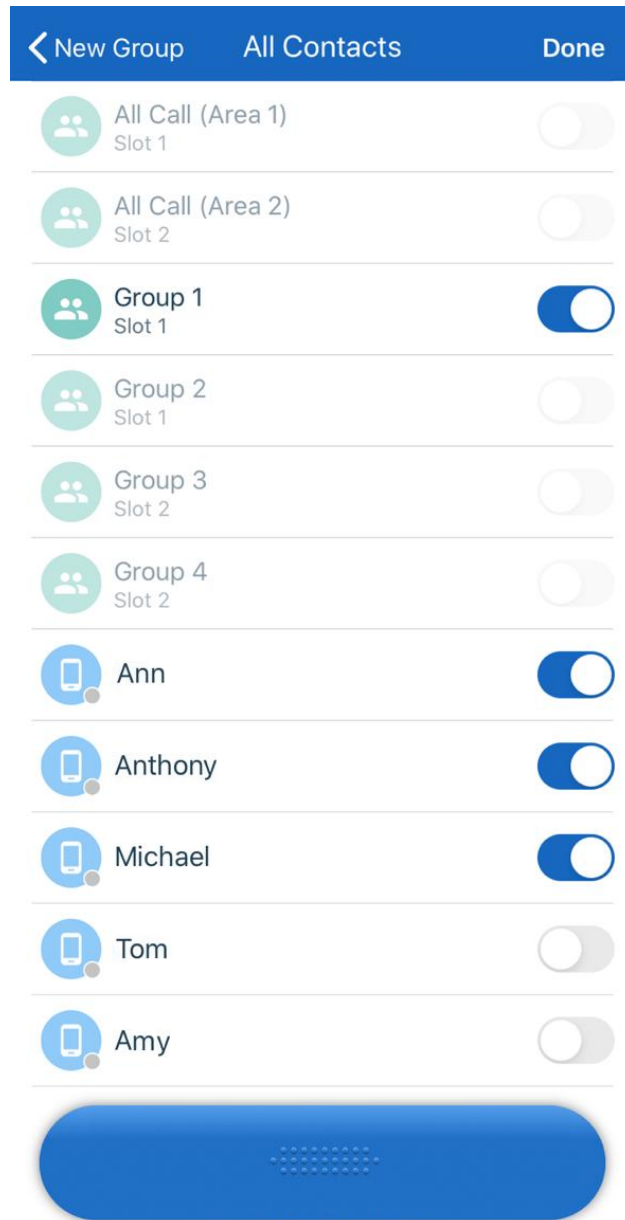 New Group All Contacts Done
All Call (Area 1)
Slot 1
All Call (Area 2)
Slot 2
Group 1
Slot 1
Group 2
Slot 1
Group 3
Slot 2
Group 4
Slot 2
Ann
Anthony
Michael
Tom
Amy